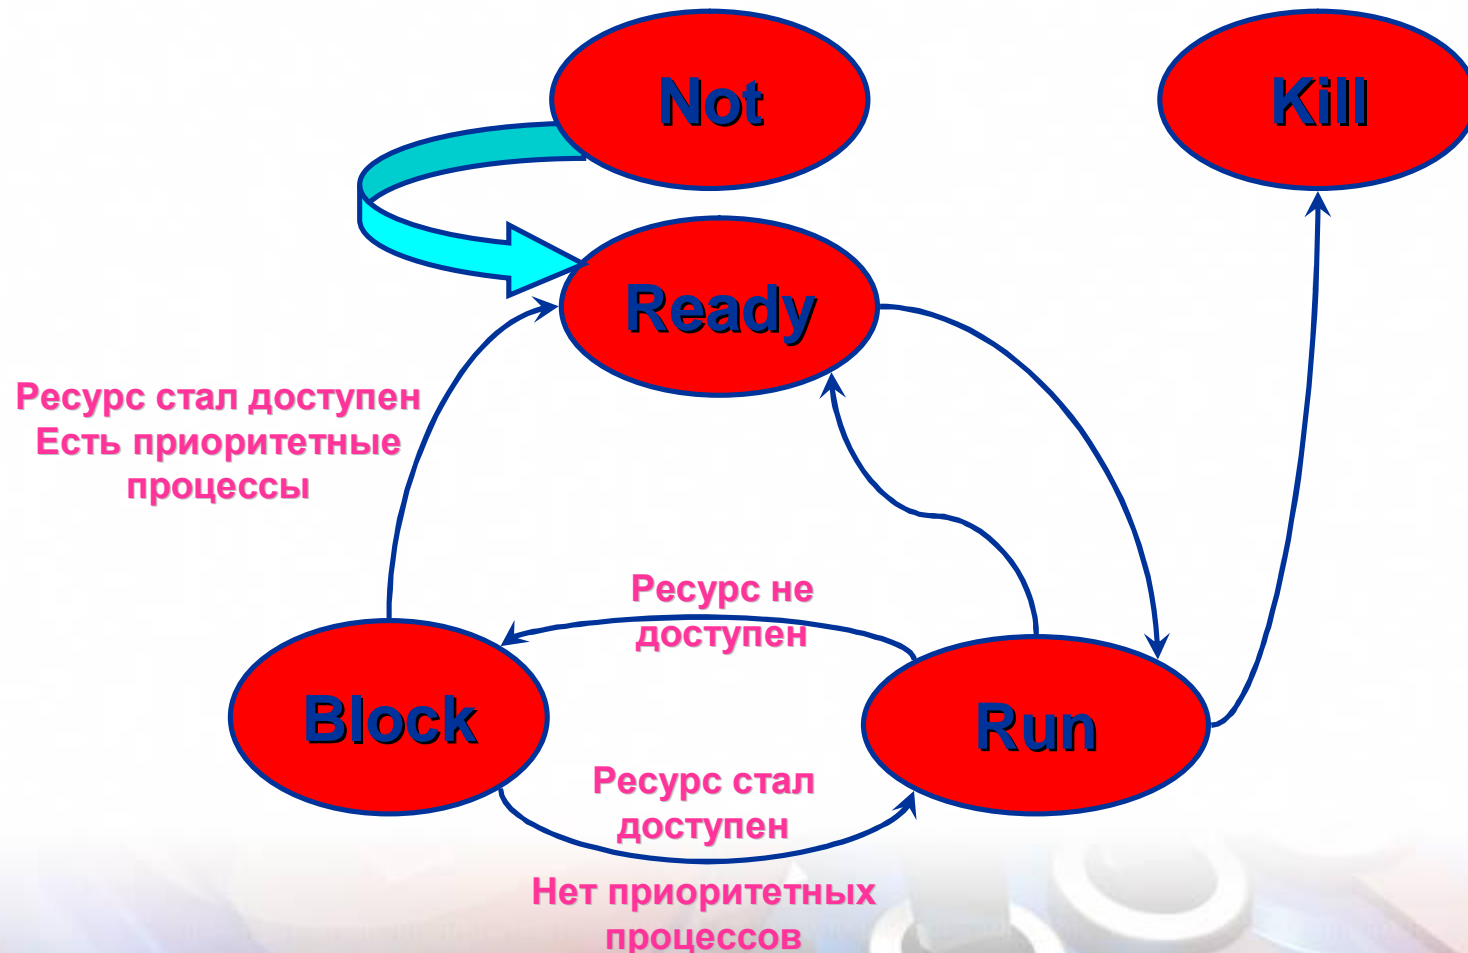 Not
Kill
Ready
Ресурс стал доступен
Есть приоритетные
процессы
Ресурс не
доступен
Block
Run
Ресурс стал
доступен
Нет приоритетных
процессов